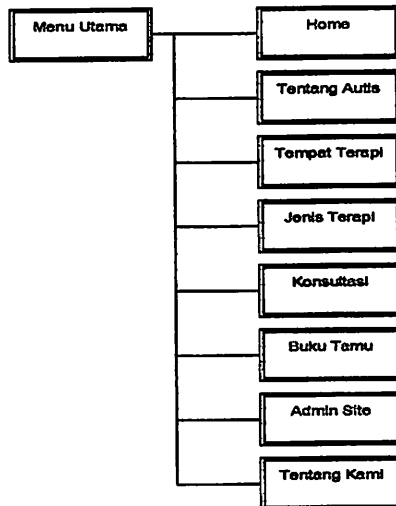 Menu Utama
Home
Tentang Autis
Tempat Terapi
Jenis Terapi
Konsultasi
Buku Tamu
Admin Site
Tentang Kami